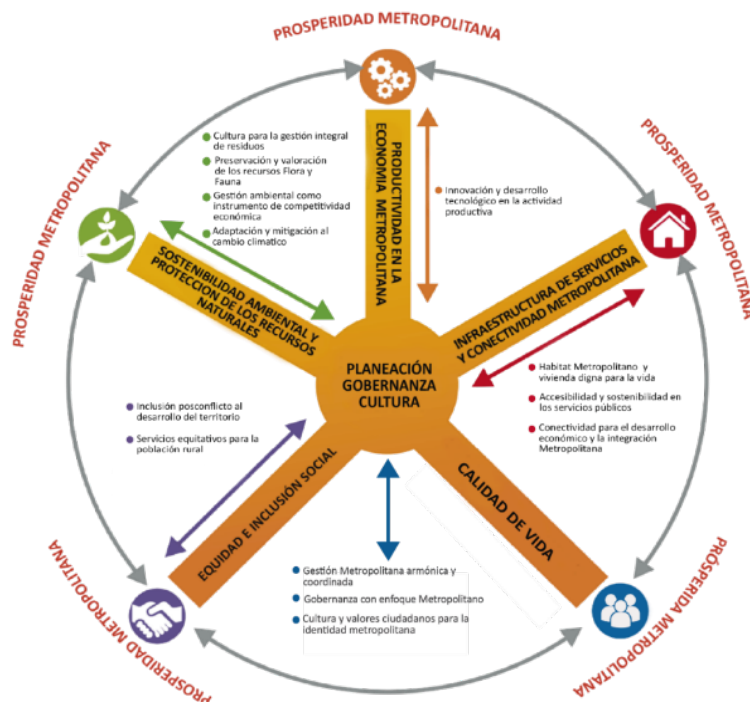 PROSPERIDAD METROPOLITANA
PROSPERIDAD METROPOLITANA
PROSPERIDAD METROPOLITANA
Cultura para la gestión integral
de residuos
Preservación y valoración
de los recursos Flora y
Fauna
Gestión ambiental como
instrumento de competitividad
económica
Adaptación y mitigación al
cambio climatico
PRODUCTIVIDAD EN LA
ECONOMIA METROPOLITANA
Innovación y desarrollo
tecnológico en la actividad
productiva
SOSTENIBILIDAD AMBIENTAL Y
PROTECCION DE LOS RECURSOS
NATURALES
INFRAESTRUCTURA DE SERVICIOS
Y CONECTIVIDAD METROPOLITANA
PLANEACIÓN
GOBERNANZA
CULTURA
Habitat Metropolitano y
vivienda digna para la vida
Accesibilidad y sostenibilidad en
los servicios públicos
Conectividad para el desarrollo
económico y la integración
Metropolitana
Inclusión posconflicto al
desarrollo del territorio
Servicios equitativos para la
población rural
EQUIDAD E INCLUSIÓN SOCIAL
CALIDAD DE VIDA
Gestión Metropolitana armónica y
coordinada
Gobernanza con enfoque Metropolitano
Cultura y valores ciudadanos para la
identidad metropolitana
PROSPERIDAD METROPOLITANA
PRÓSPERIDA METROPOLITANA